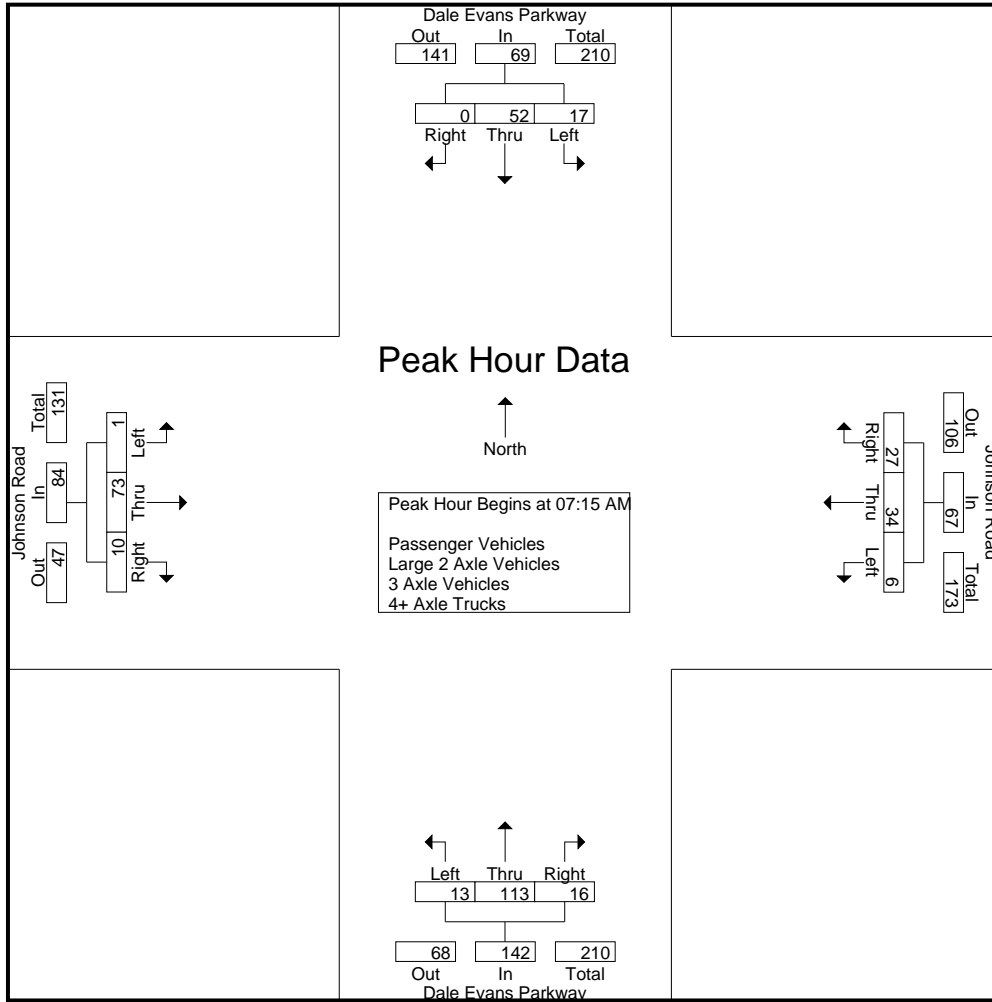 Dale Evans Parkway
Out In Total
141 69 210
0 52 17
Right Thru Left
Peak Hour Data
North
Peak Hour Begins at 07:15 AM
Passenger Vehicles
Large 2 Axle Vehicles
3 Axle Vehicles
4+ Axle Trucks
Johnson Road
Out In Total
47 84 131
Left Thru Right
1 73 10
Johnson Road
Out In Total
106 67 173
Right Thru Left
27 34 6
Left Thru Right
13 113 16
68 142 210
Out In Total
Dale Evans Parkway